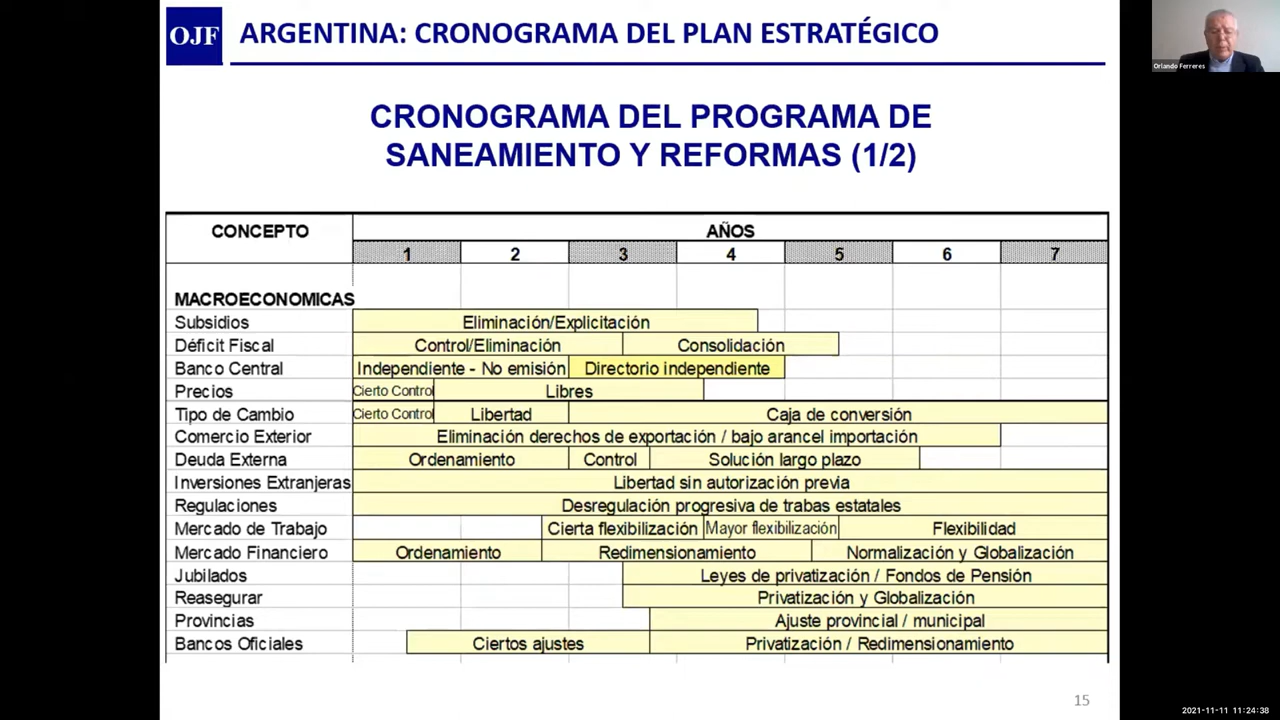 OJF ARGENTINA: CRONOGRAMA DEL PLAN ESTRATÉGICO
Orlando Ferreres
CRONOGRAMA DEL PROGRAMA DE
SANEAMIENTO Y REFORMAS (1/2)
CONCEPTO AÑOS
1 2 3 4 5 6 7
MACROECONOMICAS
Subsidios Eliminación/Explicitación
Déficit Fiscal Control/Eliminación Consolidación
Banco Central Independiente - No emisión Directorio independiente
Precios Cierto Control Libres
Tipo de Cambio Cierto Control Libertad Caja de conversión
Comercio Exterior Eliminación derechos de exportación / bajo arancel importación
Deuda Externa Ordenamiento Control Solución largo plazo
Inversiones Extranjeras Libertad sin autorización previa
Regulaciones Desregulación progresiva de trabas estatales
Mercado de Trabajo Cierta flexibilización Mayor flexibilización Flexibilidad
Mercado Financiero Ordenamiento Redimensionamiento Normalización y Globalización
Jubilados Leyes de privatización / Fondos de Pensión
Reasegurar Privatización y Globalización
Provincias Ajuste provincial / municipal
Bancos Oficiales Ciertos ajustes Privatización / Redimensionamiento
15
2021-11-11 11:24:38